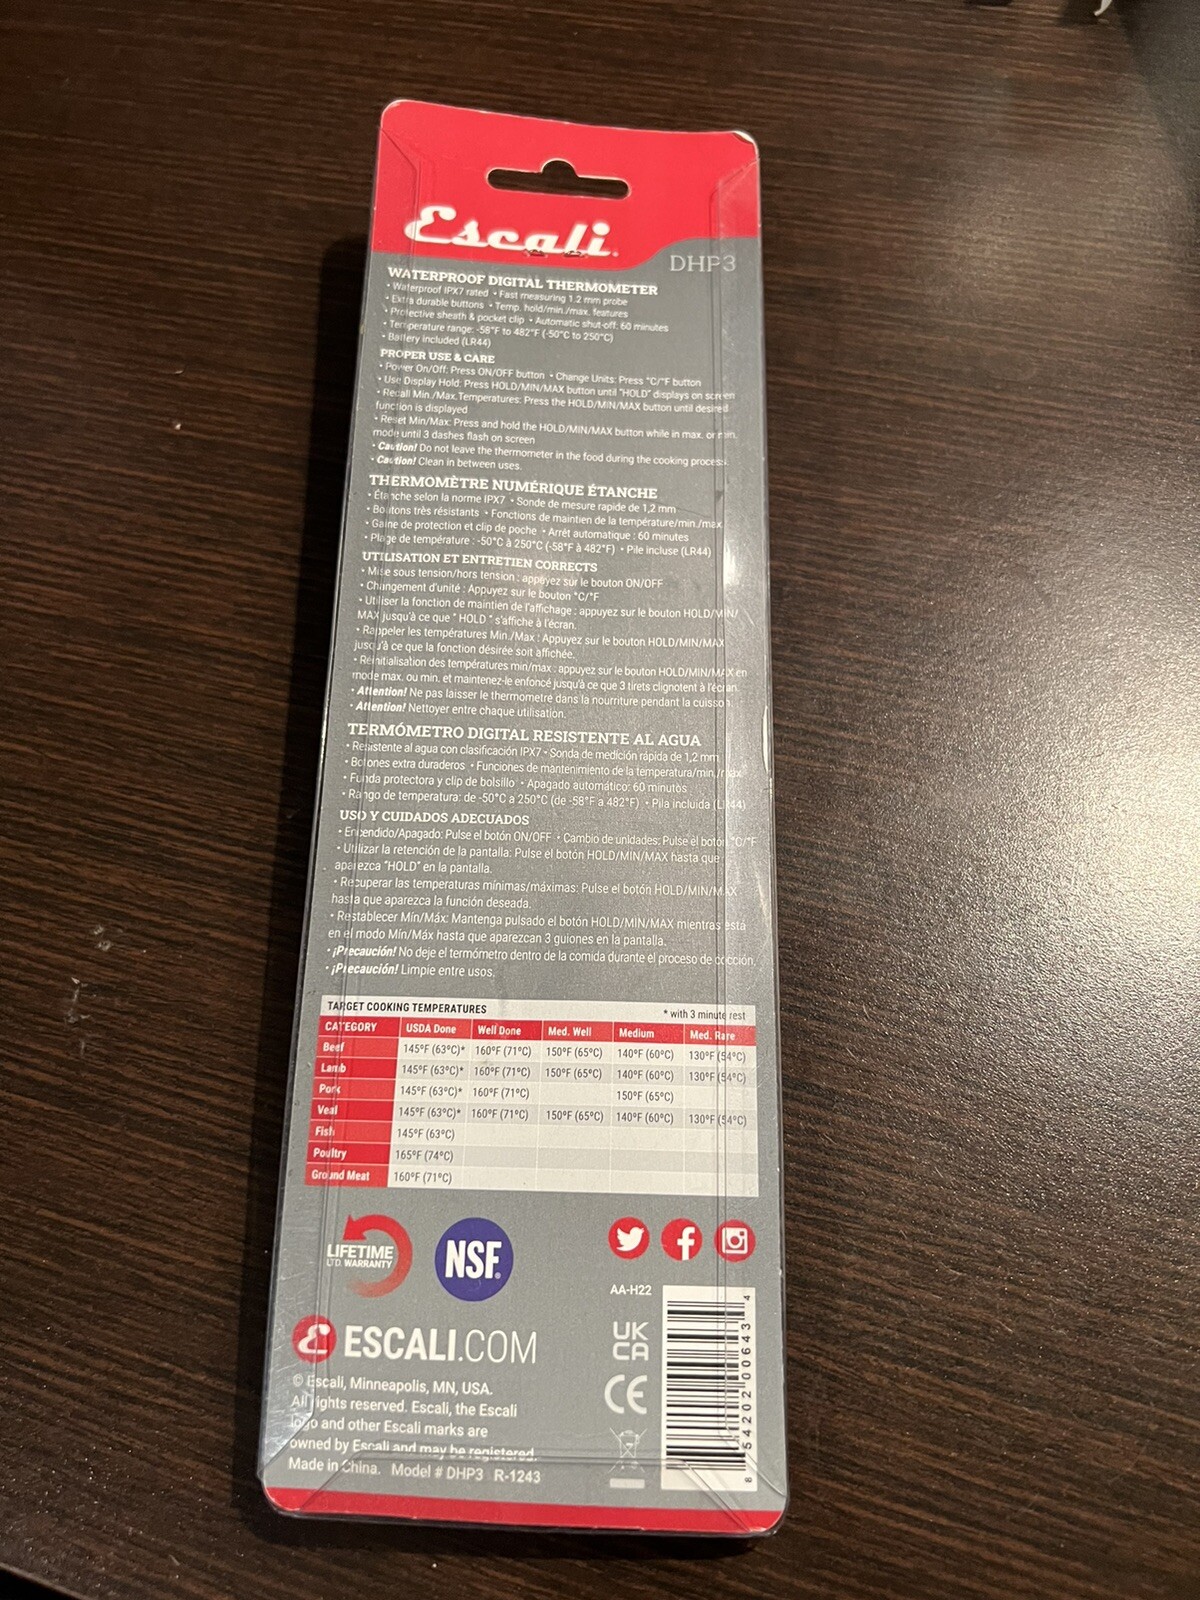 Escali®
DHP3
WATERPROOF DIGITAL THERMOMETER
• Waterproof IPX7 rated • Fast measuring 1.2 mm probe
• Extra durable buttons • Temp. hold/min./max. features
• Protective sheath & pocket clip • Automatic shut-off: 60 minutes
• Temperature range: -58°F to 482°F (-50°C to 250°C)
• Battery included (LR44)
PROPER USE & CARE
• Power On/Off: Press ON/OFF button • Change Units: Press °C/°F button
• Use Display Hold: Press HOLD/MIN/MAX button until "HOLD" displays on screen
• Recall Min./Max.Temperatures: Press the HOLD/MIN/MAX button until desired
function is displayed
• Reset Min/Max: Press and hold the HOLD/MIN/MAX button while in max. or min.
mode until 3 dashes flash on screen
• Caution! Do not leave the thermometer in the food during the cooking process.
• Caution! Clean in between uses.
THERMOMÈTRE NUMÉRIQUE ÉTANCHE
• Étanche selon la norme IPX7 • Sonde de mesure rapide de 1,2 mm
• Boutons très résistants • Fonctions de maintien de la température/min./max.
• Gaine de protection et clip de poche • Arrêt automatique : 60 minutes
• Plage de température : -50°C à 250°C (-58°F à 482°F) • Pile incluse (LR44)
UTILISATION ET ENTRETIEN CORRECTS
• Mise sous tension/hors tension : appuyez sur le bouton ON/OFF
• Changement d'unité : Appuyez sur le bouton °C/°F
• Utiliser la fonction de maintien de l'affichage : appuyez sur le bouton HOLD/MIN/
MAX jusqu'à ce que " HOLD " s'affiche à l'écran.
• Rappeler les températures Min./Max : Appuyez sur le bouton HOLD/MIN/MAX
jusqu'à ce que la fonction désirée soit affichée.
• Réinitialisation des températures min/max : appuyez sur le bouton HOLD/MIN/MAX en
mode max. ou min. et maintenez-le enfoncé jusqu'à ce que 3 tirets clignotent à l'écran.
• Attention! Ne pas laisser le thermomètre dans la nourriture pendant la cuisson.
• Attention! Nettoyer entre chaque utilisation.
TERMÓMETRO DIGITAL RESISTENTE AL AGUA
• Resistente al agua con clasificación IPX7 • Sonda de medición rápida de 1,2 mm
• Botones extra duraderos • Funciones de mantenimiento de la temperatura/min./max
• Funda protectora y clip de bolsillo • Apagado automático: 60 minutos
• Rango de temperatura: de -50°C a 250°C (de -58°F a 482°F) • Pila incluida (LR44)
USO Y CUIDADOS ADECUADOS
• Encendido/Apagado: Pulse el botón ON/OFF • Cambio de unidades: Pulse el botón °C/°F
• Utilizar la retención de la pantalla: Pulse el botón HOLD/MIN/MAX hasta que
aparezca "HOLD" en la pantalla.
• Recuperar las temperaturas mínimas/máximas: Pulse el botón HOLD/MIN/MAX
hasta que aparezca la función deseada.
• Restablecer Mín/Máx: Mantenga pulsado el botón HOLD/MIN/MAX mientras está
en el modo Mín/Máx hasta que aparezcan 3 guiones en la pantalla.
• ¡Precaución! No deje el termómetro dentro de la comida durante el proceso de cocción.
• ¡Precaución! Limpie entre usos.
TARGET COOKING TEMPERATURES * with 3 minute rest
CATEGORY USDA Done Well Done Med. Well Medium Med. Rare
Beef 145°F (63°C)* 160°F (71°C) 150°F (65°C) 140°F (60°C) 130°F (54°C)
Lamb 145°F (63°C)* 160°F (71°C) 150°F (65°C) 140°F (60°C) 130°F (54°C)
Pork 145°F (63°C)* 160°F (71°C) 150°F (65°C)
Veal 145°F (63°C)* 160°F (71°C) 150°F (65°C) 140°F (60°C) 130°F (54°C)
Fish 145°F (63°C)
Poultry 165°F (74°C)
Ground Meat 160°F (71°C)
LIFETIME
LTD. WARRANTY
NSF®
AA-H22
UK
CA
CE
ESCALI.COM
© Escali, Minneapolis, MN, USA.
All rights reserved. Escali, the Escali
logo and other Escali marks are
owned by Escali and may be registered.
Made in China. Model # DHP3 R-1243
8 54202 00643 4